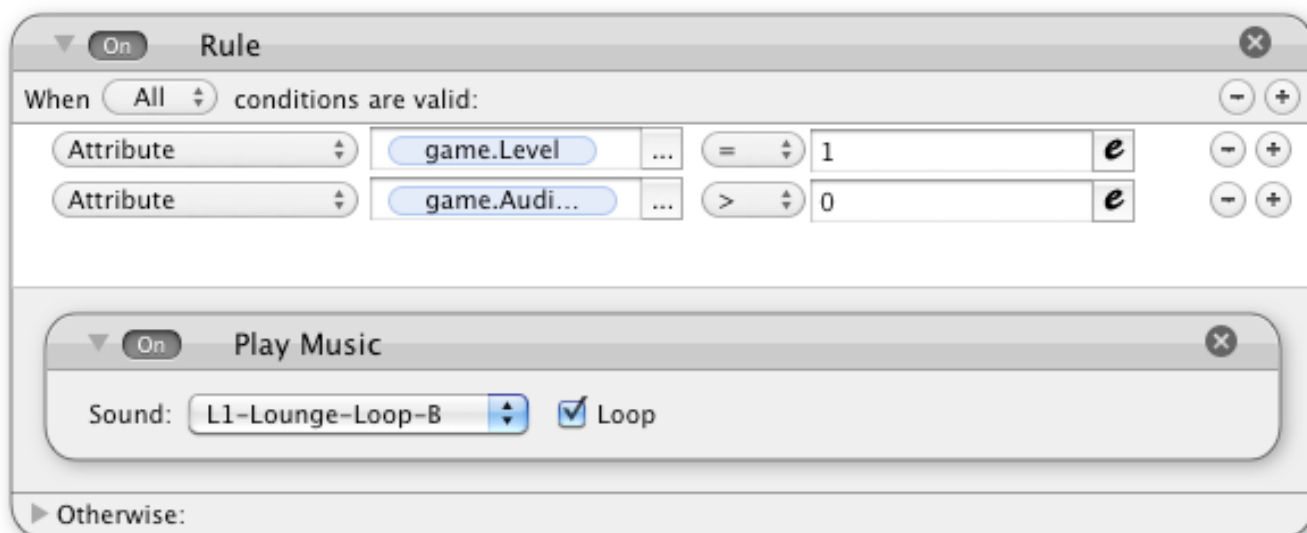 On Rule
When All conditions are valid:
Attribute game.Level ... = 1 e
Attribute game.Audi... ... > 0 e
On Play Music
Sound: L1-Lounge-Loop-B Loop
Otherwise: